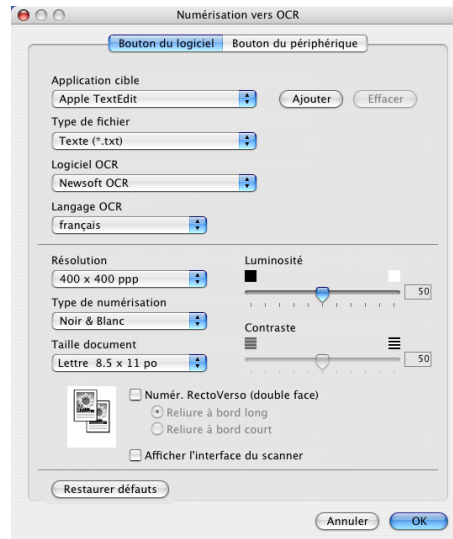 Numérisation vers OCR
Bouton du logiciel Bouton du périphérique
Application cible
Apple TextEdit Ajouter Effacer
Type de fichier
Texte (*.txt)
Logiciel OCR
Newsoft OCR
Langage OCR
français
Résolution Luminosité
400 x 400 ppp 50
Type de numérisation
Noir & Blanc
Contraste
Taille document
Lettre 8.5 x 11 po 50
Numér. RectoVerso (double face)
Reliure à bord long
Reliure à bord court
Afficher l'interface du scanner
Restaurer défauts
Annuler OK